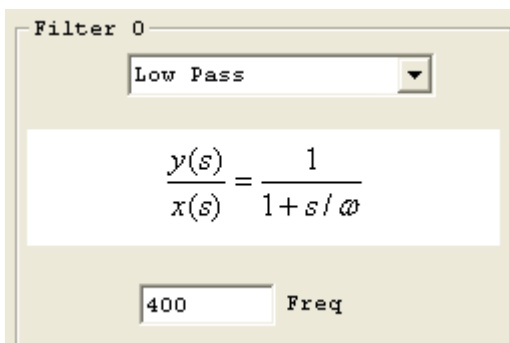 Filter 0
Low Pass
y(s)/x(s) = 1/(1+s/ω)
400 Freq